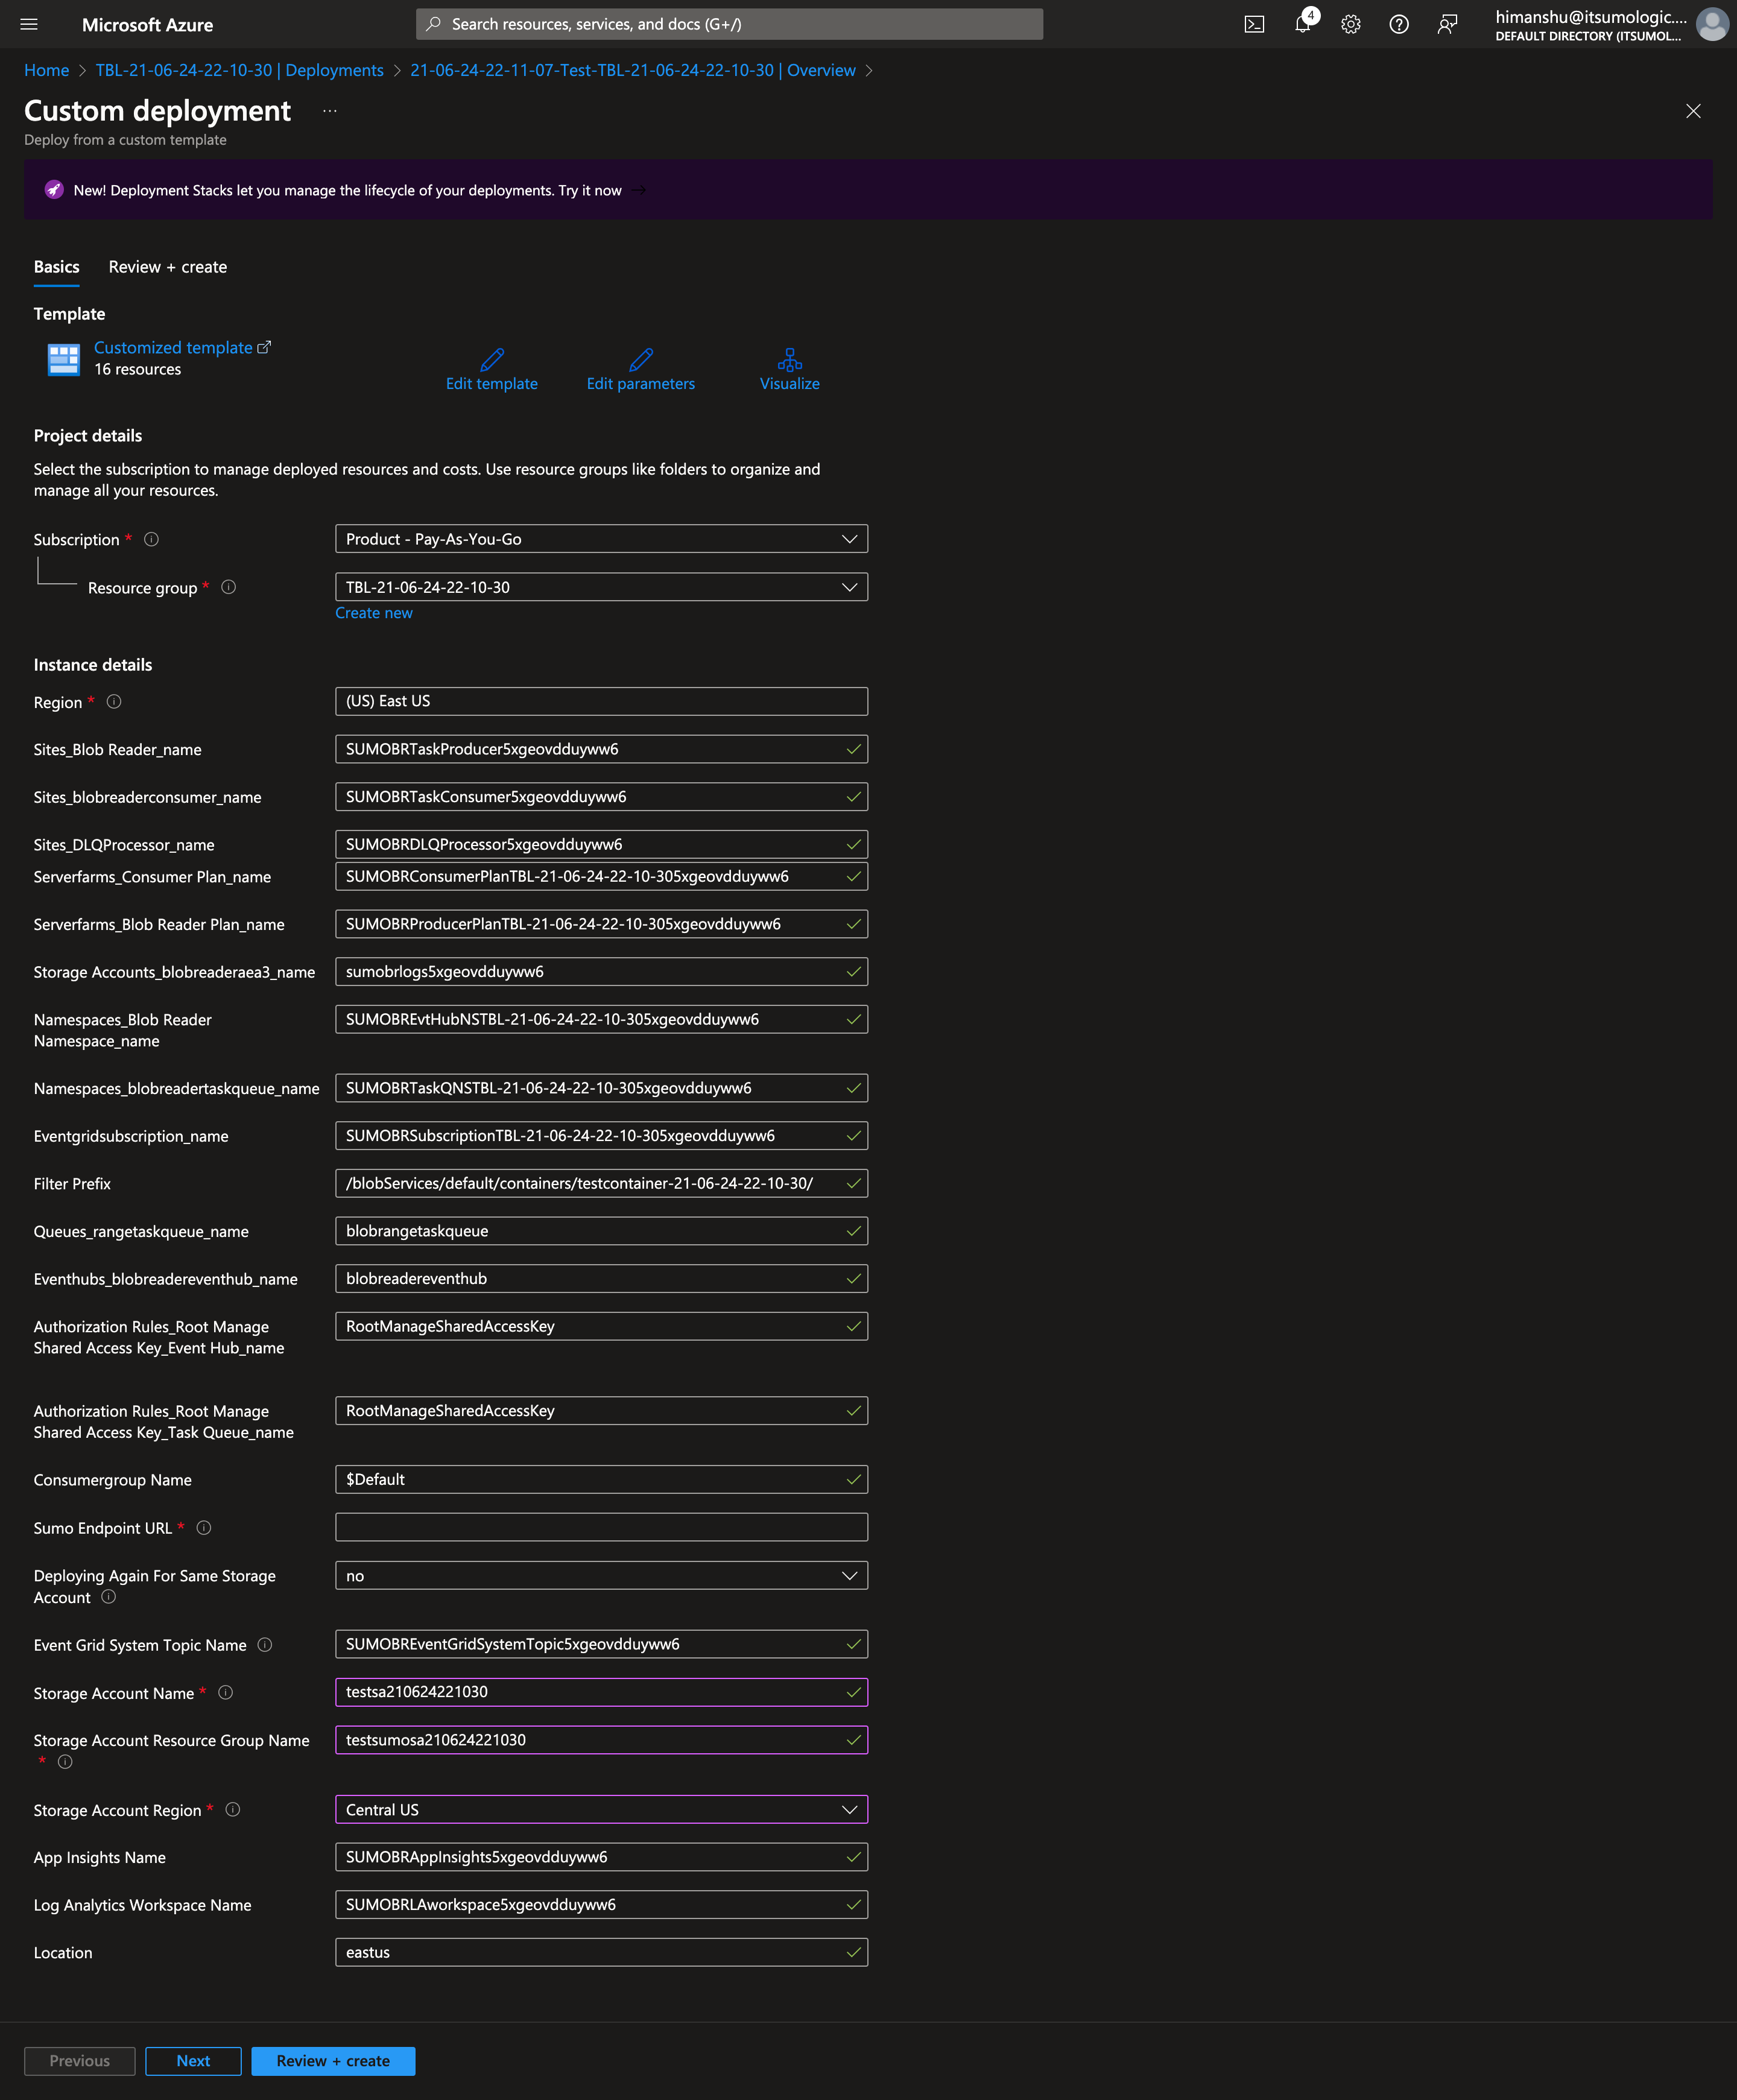 Microsoft Azure
Search resources, services, and docs (G+/)
4
himanshu@itsumologic....
DEFAULT DIRECTORY (ITSUMOL...
Home > TBL-21-06-24-22-10-30 | Deployments > 21-06-24-22-11-07-Test-TBL-21-06-24-22-10-30 | Overview >
Custom deployment ...
Deploy from a custom template
New! Deployment Stacks let you manage the lifecycle of your deployments. Try it now →
Basics Review + create
Template
Customized template
16 resources
Edit template Edit parameters Visualize
Project details
Select the subscription to manage deployed resources and costs. Use resource groups like folders to organize and
manage all your resources.
Subscription * Product - Pay-As-You-Go
Resource group * TBL-21-06-24-22-10-30
Create new
Instance details
Region * (US) East US
Sites_Blob Reader_name SUMOBRTaskProducer5xgeovdduyww6
Sites_blobreaderconsumer_name SUMOBRTaskConsumer5xgeovdduyww6
Sites_DLQProcessor_name SUMOBRDLQProcessor5xgeovdduyww6
Serverfarms_Consumer Plan_name SUMOBRConsumerPlanTBL-21-06-24-22-10-305xgeovdduyww6
Serverfarms_Blob Reader Plan_name SUMOBRProducerPlanTBL-21-06-24-22-10-305xgeovdduyww6
Storage Accounts_blobreaderaea3_name sumobrlogs5xgeovdduyww6
Namespaces_Blob Reader SUMOBREvtHubNSTBL-21-06-24-22-10-305xgeovdduyww6
Namespace_name
Namespaces_blobreadertaskqueue_name SUMOBRTaskQNSTBL-21-06-24-22-10-305xgeovdduyww6
Eventgridsubscription_name SUMOBRSubscriptionTBL-21-06-24-22-10-305xgeovdduyww6
Filter Prefix /blobServices/default/containers/testcontainer-21-06-24-22-10-30/
Queues_rangetaskqueue_name blobrangetaskqueue
Eventhubs_blobreadereventhub_name blobreadereventhub
Authorization Rules_Root Manage RootManageSharedAccessKey
Shared Access Key_Event Hub_name
Authorization Rules_Root Manage RootManageSharedAccessKey
Shared Access Key_Task Queue_name
Consumergroup Name $Default
Sumo Endpoint URL *
Deploying Again For Same Storage no
Account
Event Grid System Topic Name SUMOBREventGridSystemTopic5xgeovdduyww6
Storage Account Name * testsa210624221030
Storage Account Resource Group Name testsumosa210624221030
*
Storage Account Region * Central US
App Insights Name SUMOBRAppInsights5xgeovdduyww6
Log Analytics Workspace Name SUMOBRLAworkspace5xgeovdduyww6
Location eastus
Previous Next Review + create